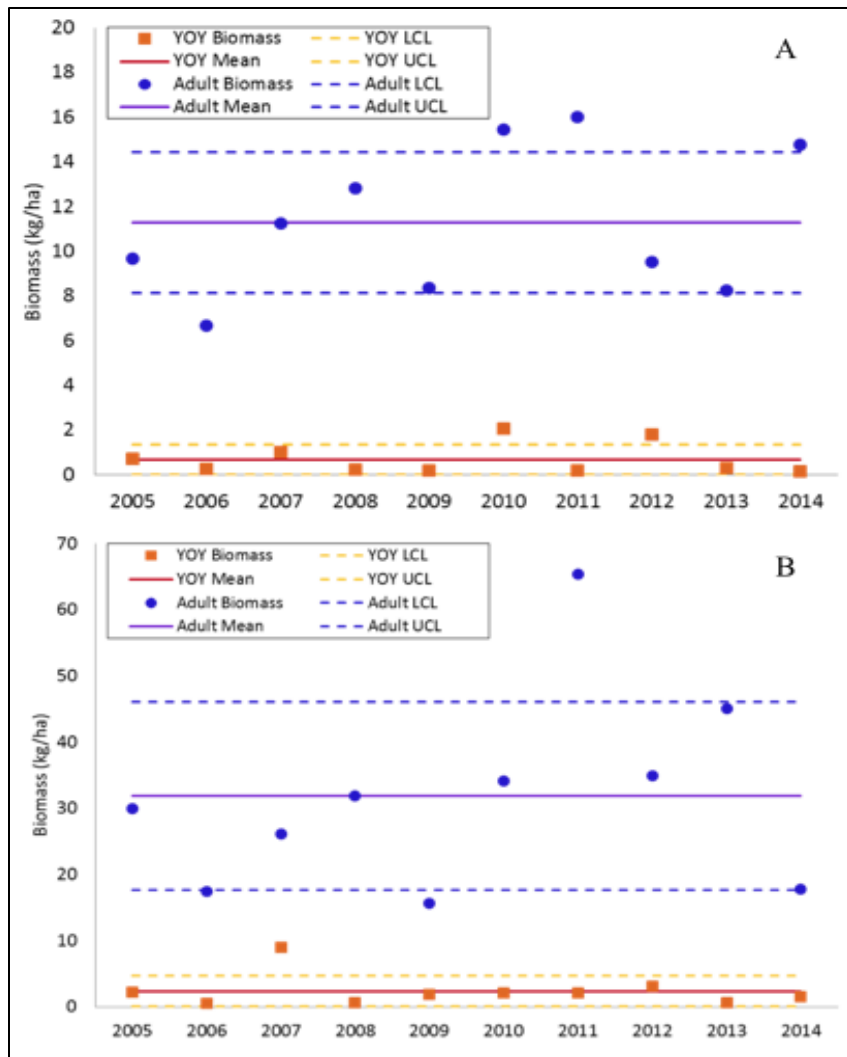 20
18
16
14
12
10
8
6
4
2
0
Biomass (kg/ha)
YOY Biomass YOY LCL
YOY Mean YOY UCL
Adult Biomass Adult LCL
Adult Mean Adult UCL
A
2005 2006 2007 2008 2009 2010 2011 2012 2013 2014
70
60
50
40
30
20
10
0
Biomass (kg/ha)
YOY Biomass YOY LCL
YOY Mean YOY UCL
Adult Biomass Adult LCL
Adult Mean Adult UCL
B
2005 2006 2007 2008 2009 2010 2011 2012 2013 2014